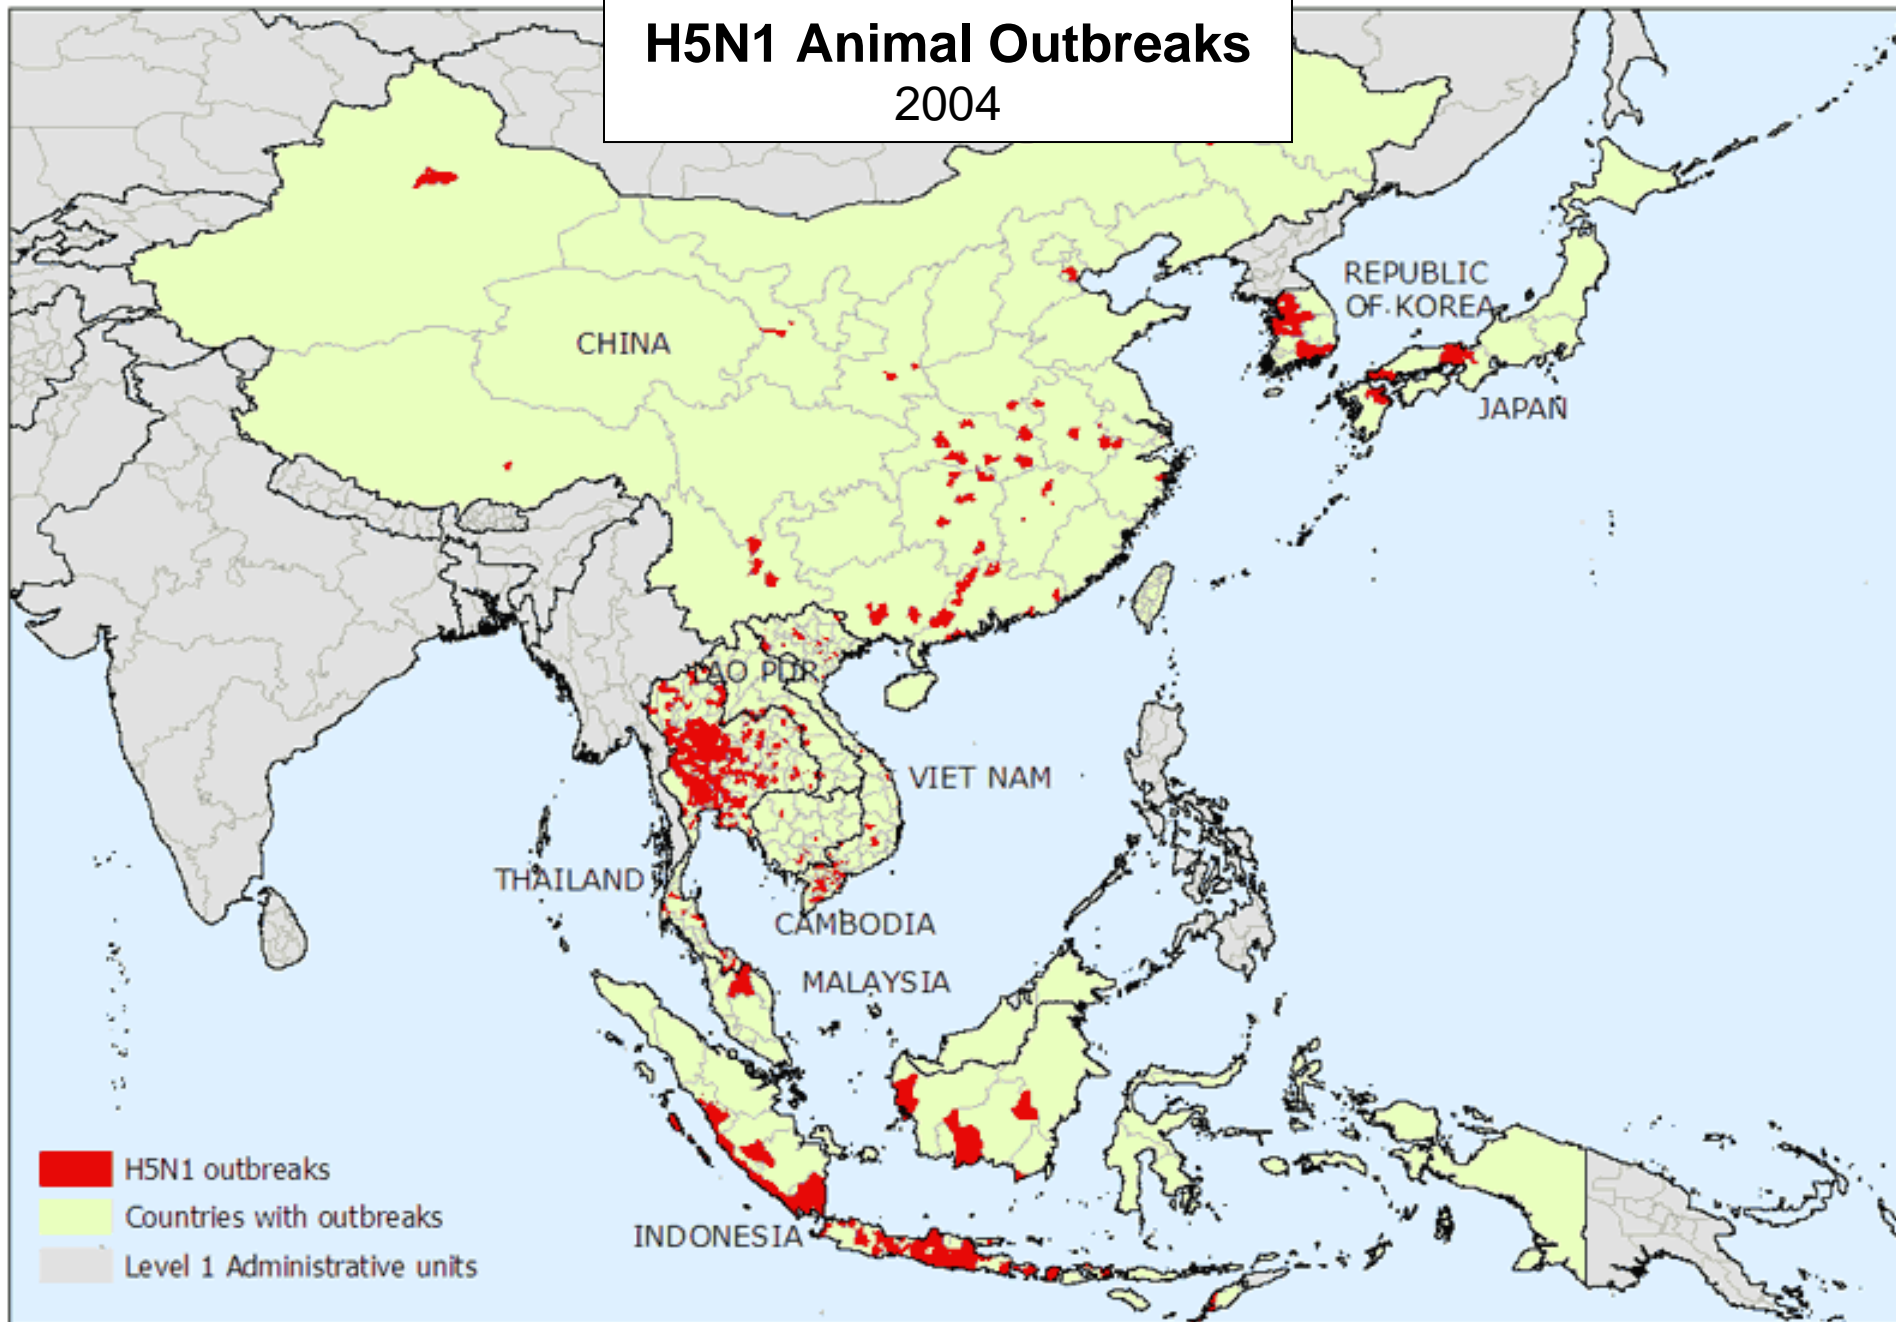 H5N1 Animal Outbreaks
2004
REPUBLIC
OF KOREA
CHINA
JAPAN
LAO PDR
VIET NAM
THAILAND
CAMBODIA
MALAYSIA
INDONESIA
H5N1 outbreaks
Countries with outbreaks
Level 1 Administrative units